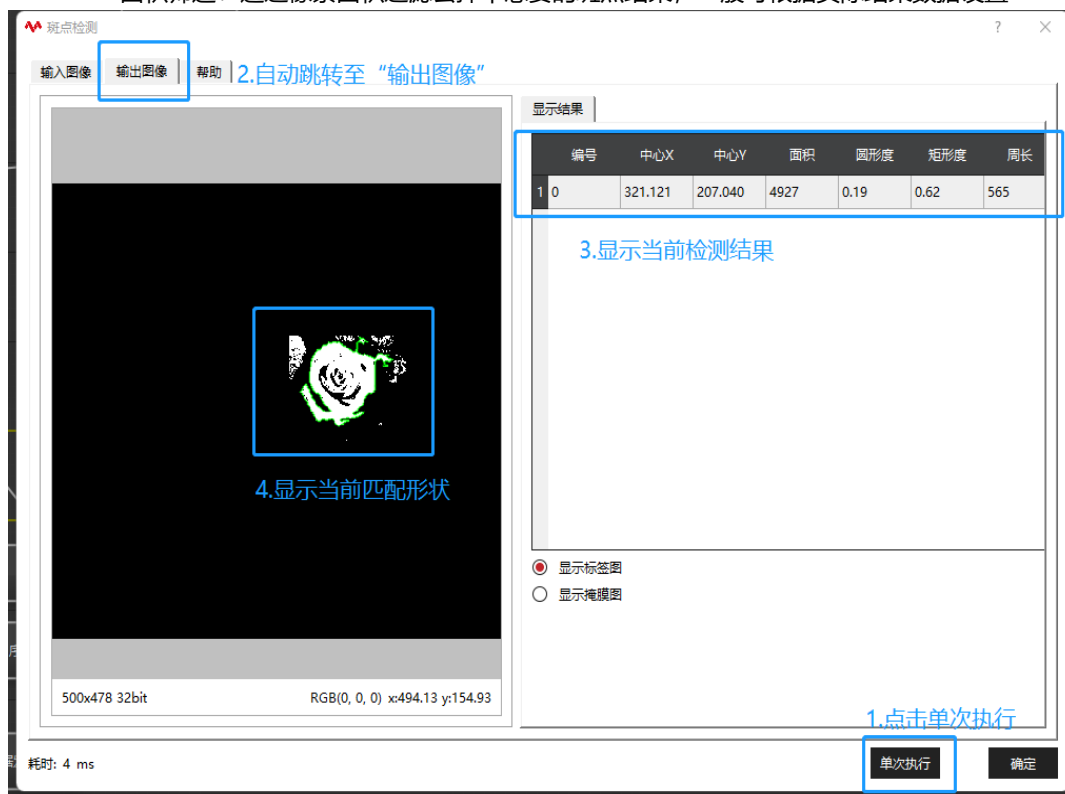 斑点检测
?
输入图像 输出图像 帮助 2.自动跳转至“输出图像”
显示结果
编号 中心X 中心Y 面积 圆形度 矩形度 周长
1 0 321.121 207.040 4927 0.19 0.62 565
3.显示当前检测结果
4.显示当前匹配形状
显示标签图
显示掩膜图
500x478 32bit RGB(0, 0, 0) x:494.13 y:154.93
1.点击单次执行
耗时: 4 ms 单次执行 确定